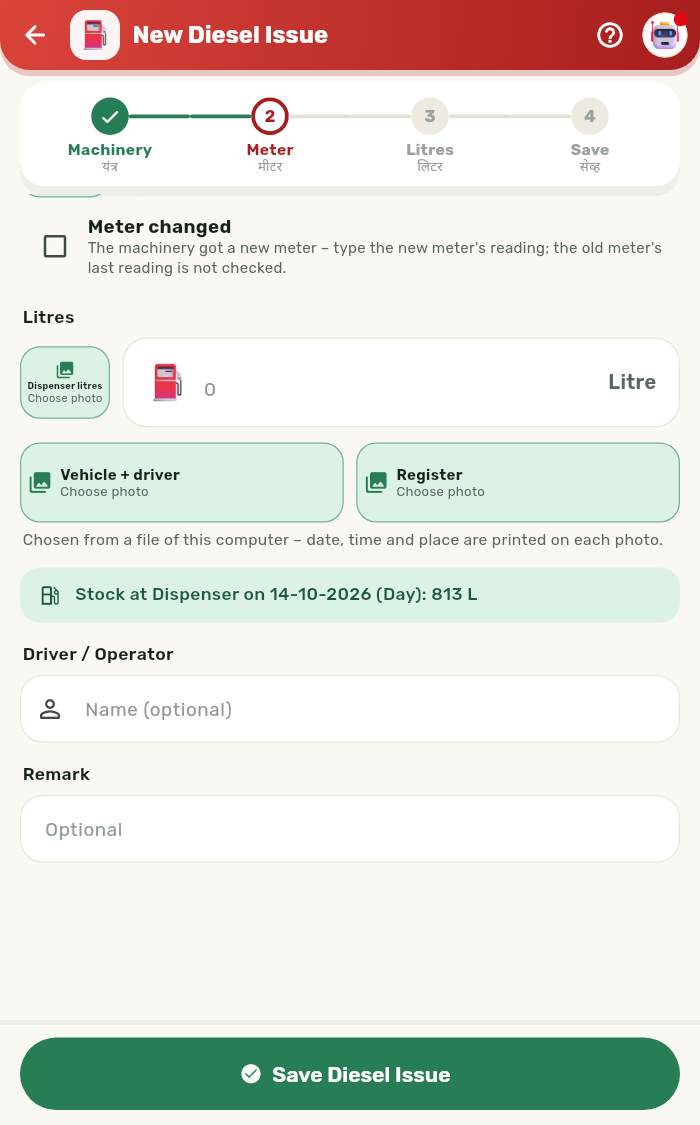 New Diesel Issue
2
3
4
Machinery
Meter
Litres
Save
यंत्र
मीटर
लिटर
सेव्ह
Meter changed
The machinery got a new meter – type the new meter's reading; the old meter's
last reading is not checked.
Litres
Dispenser litres
Choose photo
0
Litre
Vehicle + driver
Choose photo
Register
Choose photo
Chosen from a file of this computer – date, time and place are printed on each photo.
Stock at Dispenser on 14-10-2026 (Day): 813 L
Driver / Operator
Name (optional)
Remark
Optional
Save Diesel Issue